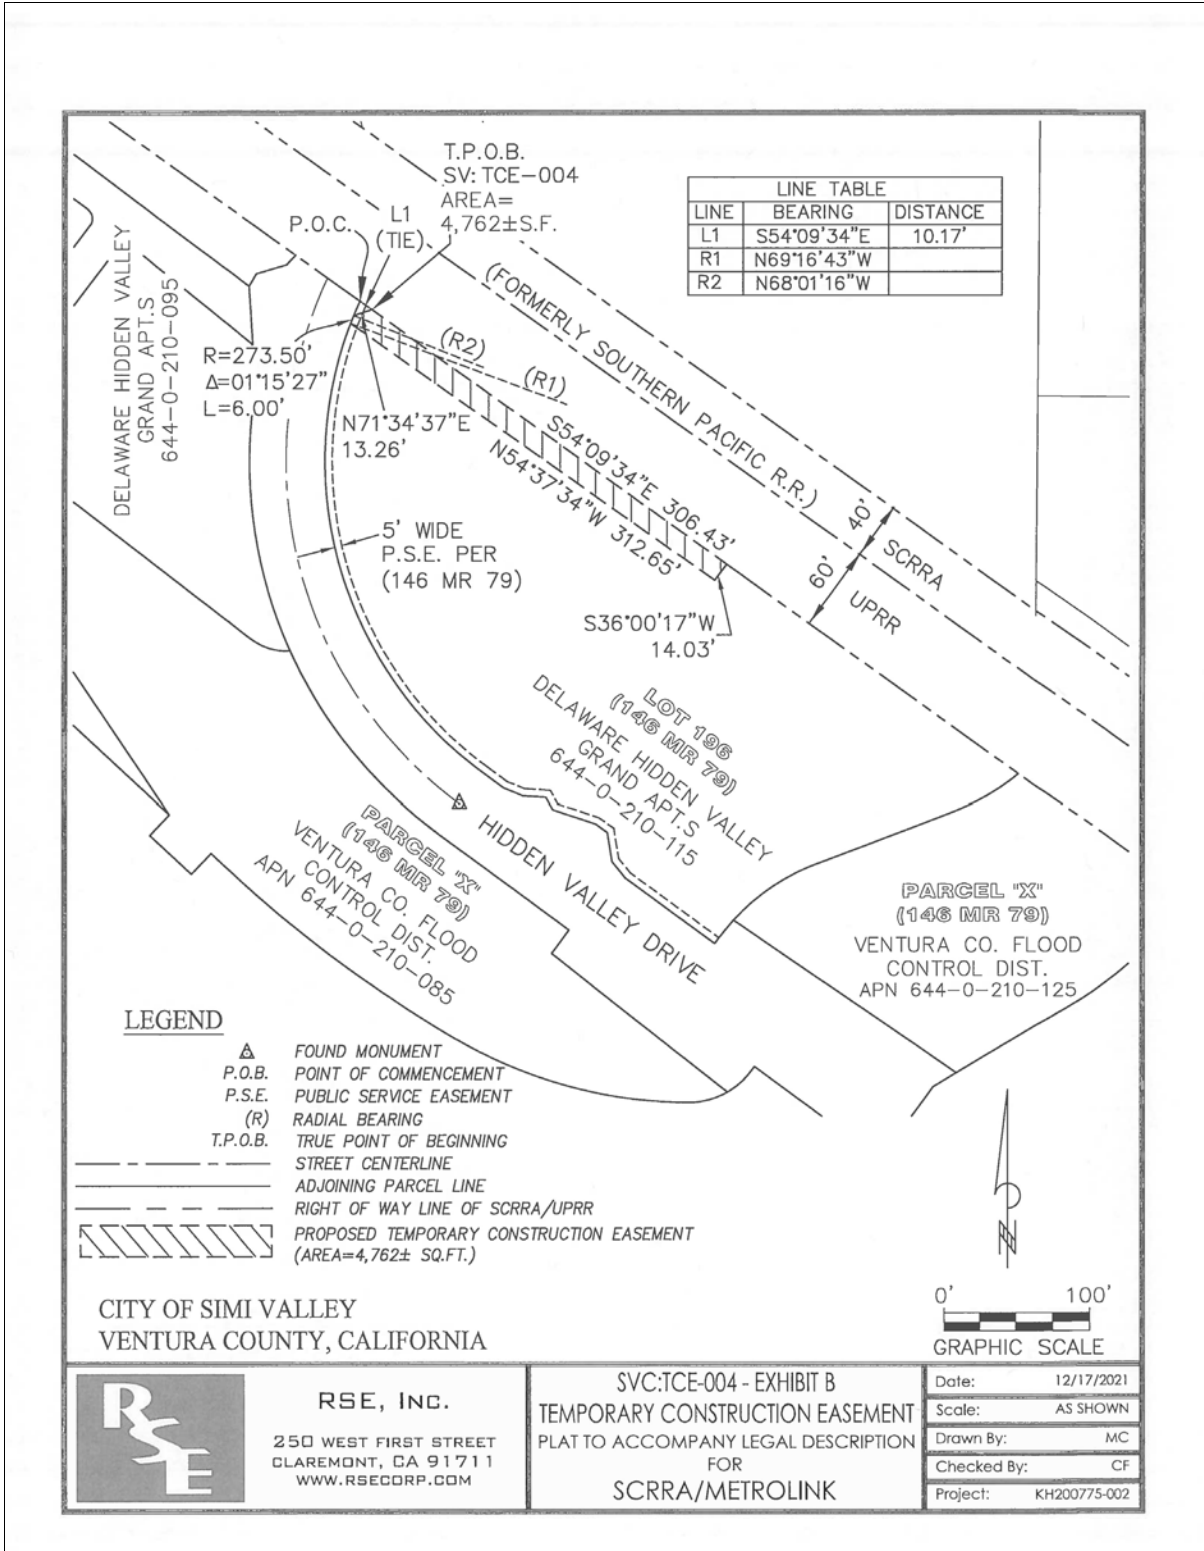 T.P.O.B.
SV: TCE-004
AREA=
4,762±S.F.
P.O.C.
L1
(TIE)
LINE TABLE
LINE BEARING DISTANCE
L1 S54°09'34"E 10.17'
R1 N69°16'43"W
R2 N68°01'16"W
DELAWARE HIDDEN VALLEY
GRAND APT.S
644-0-210-095
R=273.50'
Δ=01°15'27"
L=6.00'
N71°34'37"E
13.26'
(R2)
(R1)
(FORMERLY SOUTHERN PACIFIC R.R.)
S54°09'34"E 306.43'
N54°37'34"W 312.65'
40'
60'
SCRRA
UPRR
5' WIDE
P.S.E. PER
(146 MR 79)
S36°00'17"W
14.03'
LOT 196
(146 MR 79)
DELAWARE HIDDEN VALLEY
GRAND APT.S
644-0-210-115
HIDDEN VALLEY DRIVE
PARCEL "X"
(146 MR 79)
VENTURA CO. FLOOD
CONTROL DIST.
APN 644-0-210-085
PARCEL "X"
(146 MR 79)
VENTURA CO. FLOOD
CONTROL DIST.
APN 644-0-210-125
LEGEND
FOUND MONUMENT
P.O.B. POINT OF COMMENCEMENT
P.S.E. PUBLIC SERVICE EASEMENT
(R) RADIAL BEARING
T.P.O.B. TRUE POINT OF BEGINNING
STREET CENTERLINE
ADJOINING PARCEL LINE
RIGHT OF WAY LINE OF SCRRA/UPRR
PROPOSED TEMPORARY CONSTRUCTION EASEMENT
(AREA=4,762± SQ.FT.)
N
0' 100'
GRAPHIC SCALE
CITY OF SIMI VALLEY
VENTURA COUNTY, CALIFORNIA
RSE
RSE, INC.
250 WEST FIRST STREET
CLAREMONT, CA 91711
WWW.RSECORP.COM
SVC:TCE-004 - EXHIBIT B
TEMPORARY CONSTRUCTION EASEMENT
PLAT TO ACCOMPANY LEGAL DESCRIPTION
FOR
SCRRA/METROLINK
Date: 12/17/2021
Scale: AS SHOWN
Drawn By: MC
Checked By: CF
Project: KH200775-002